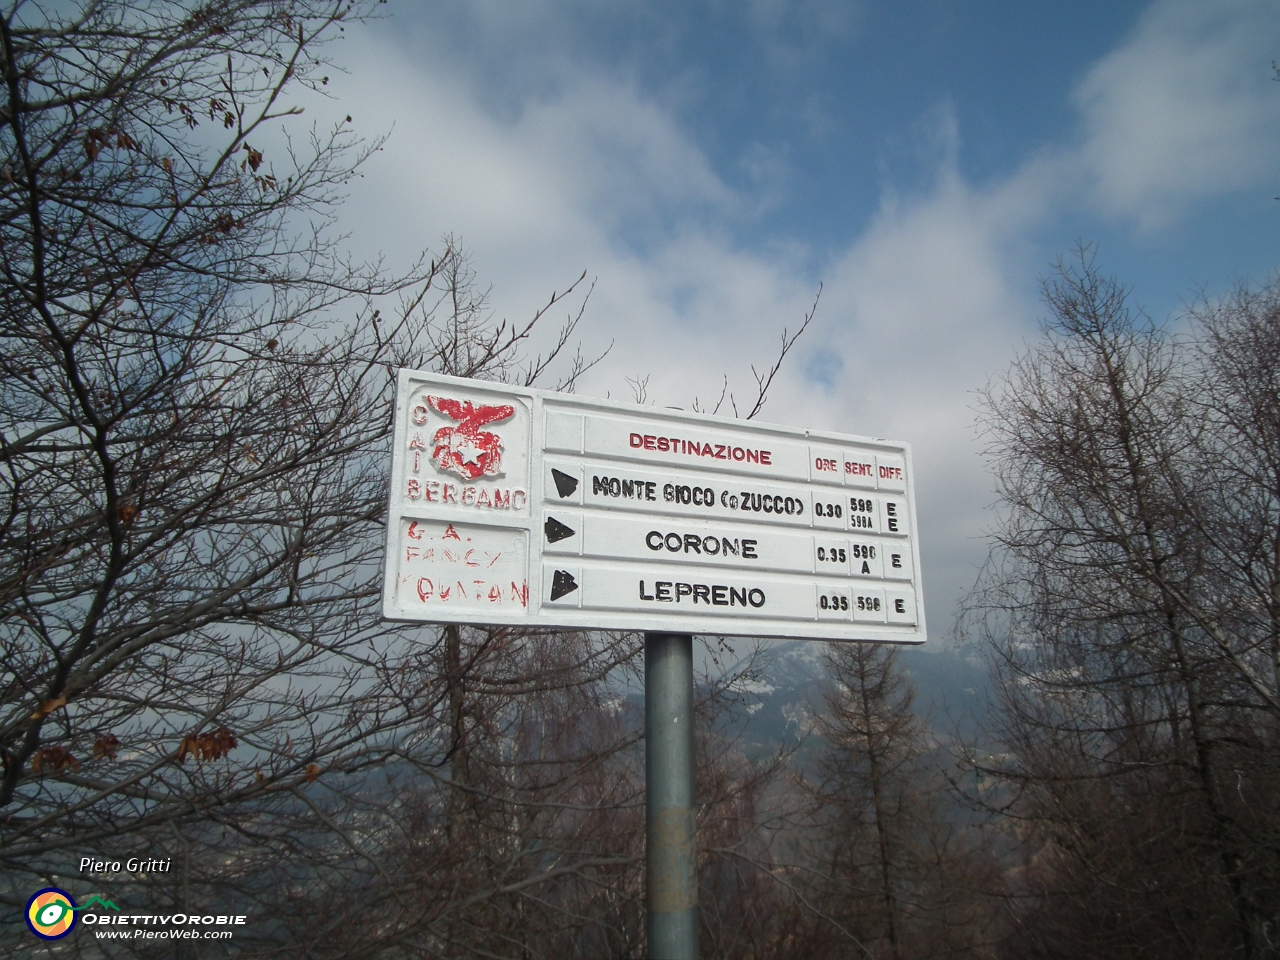 CAI
BERGAMO
G. A.
FANCY
DESTINAZIONE ORE SENT. DIFF.
MONTE GIOCO (o ZUCCO) 0.30 598 E
598A E
CORONE 0.35 598 E
A
LEPRENO 0.35 598 E
Piero Gritti
OBIETTIVOROBIE
www.PieroWeb.com